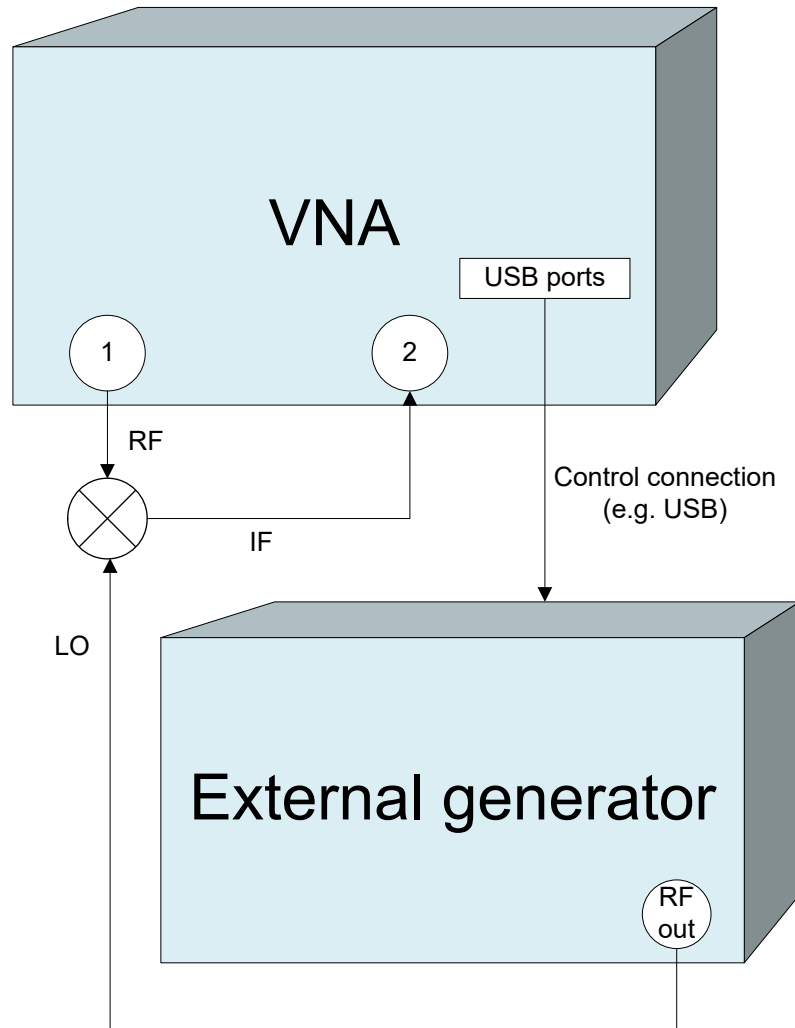 VNA
USB ports
1
2
RF
IF
Control connection
(e.g. USB)
LO
External generator
RF
out